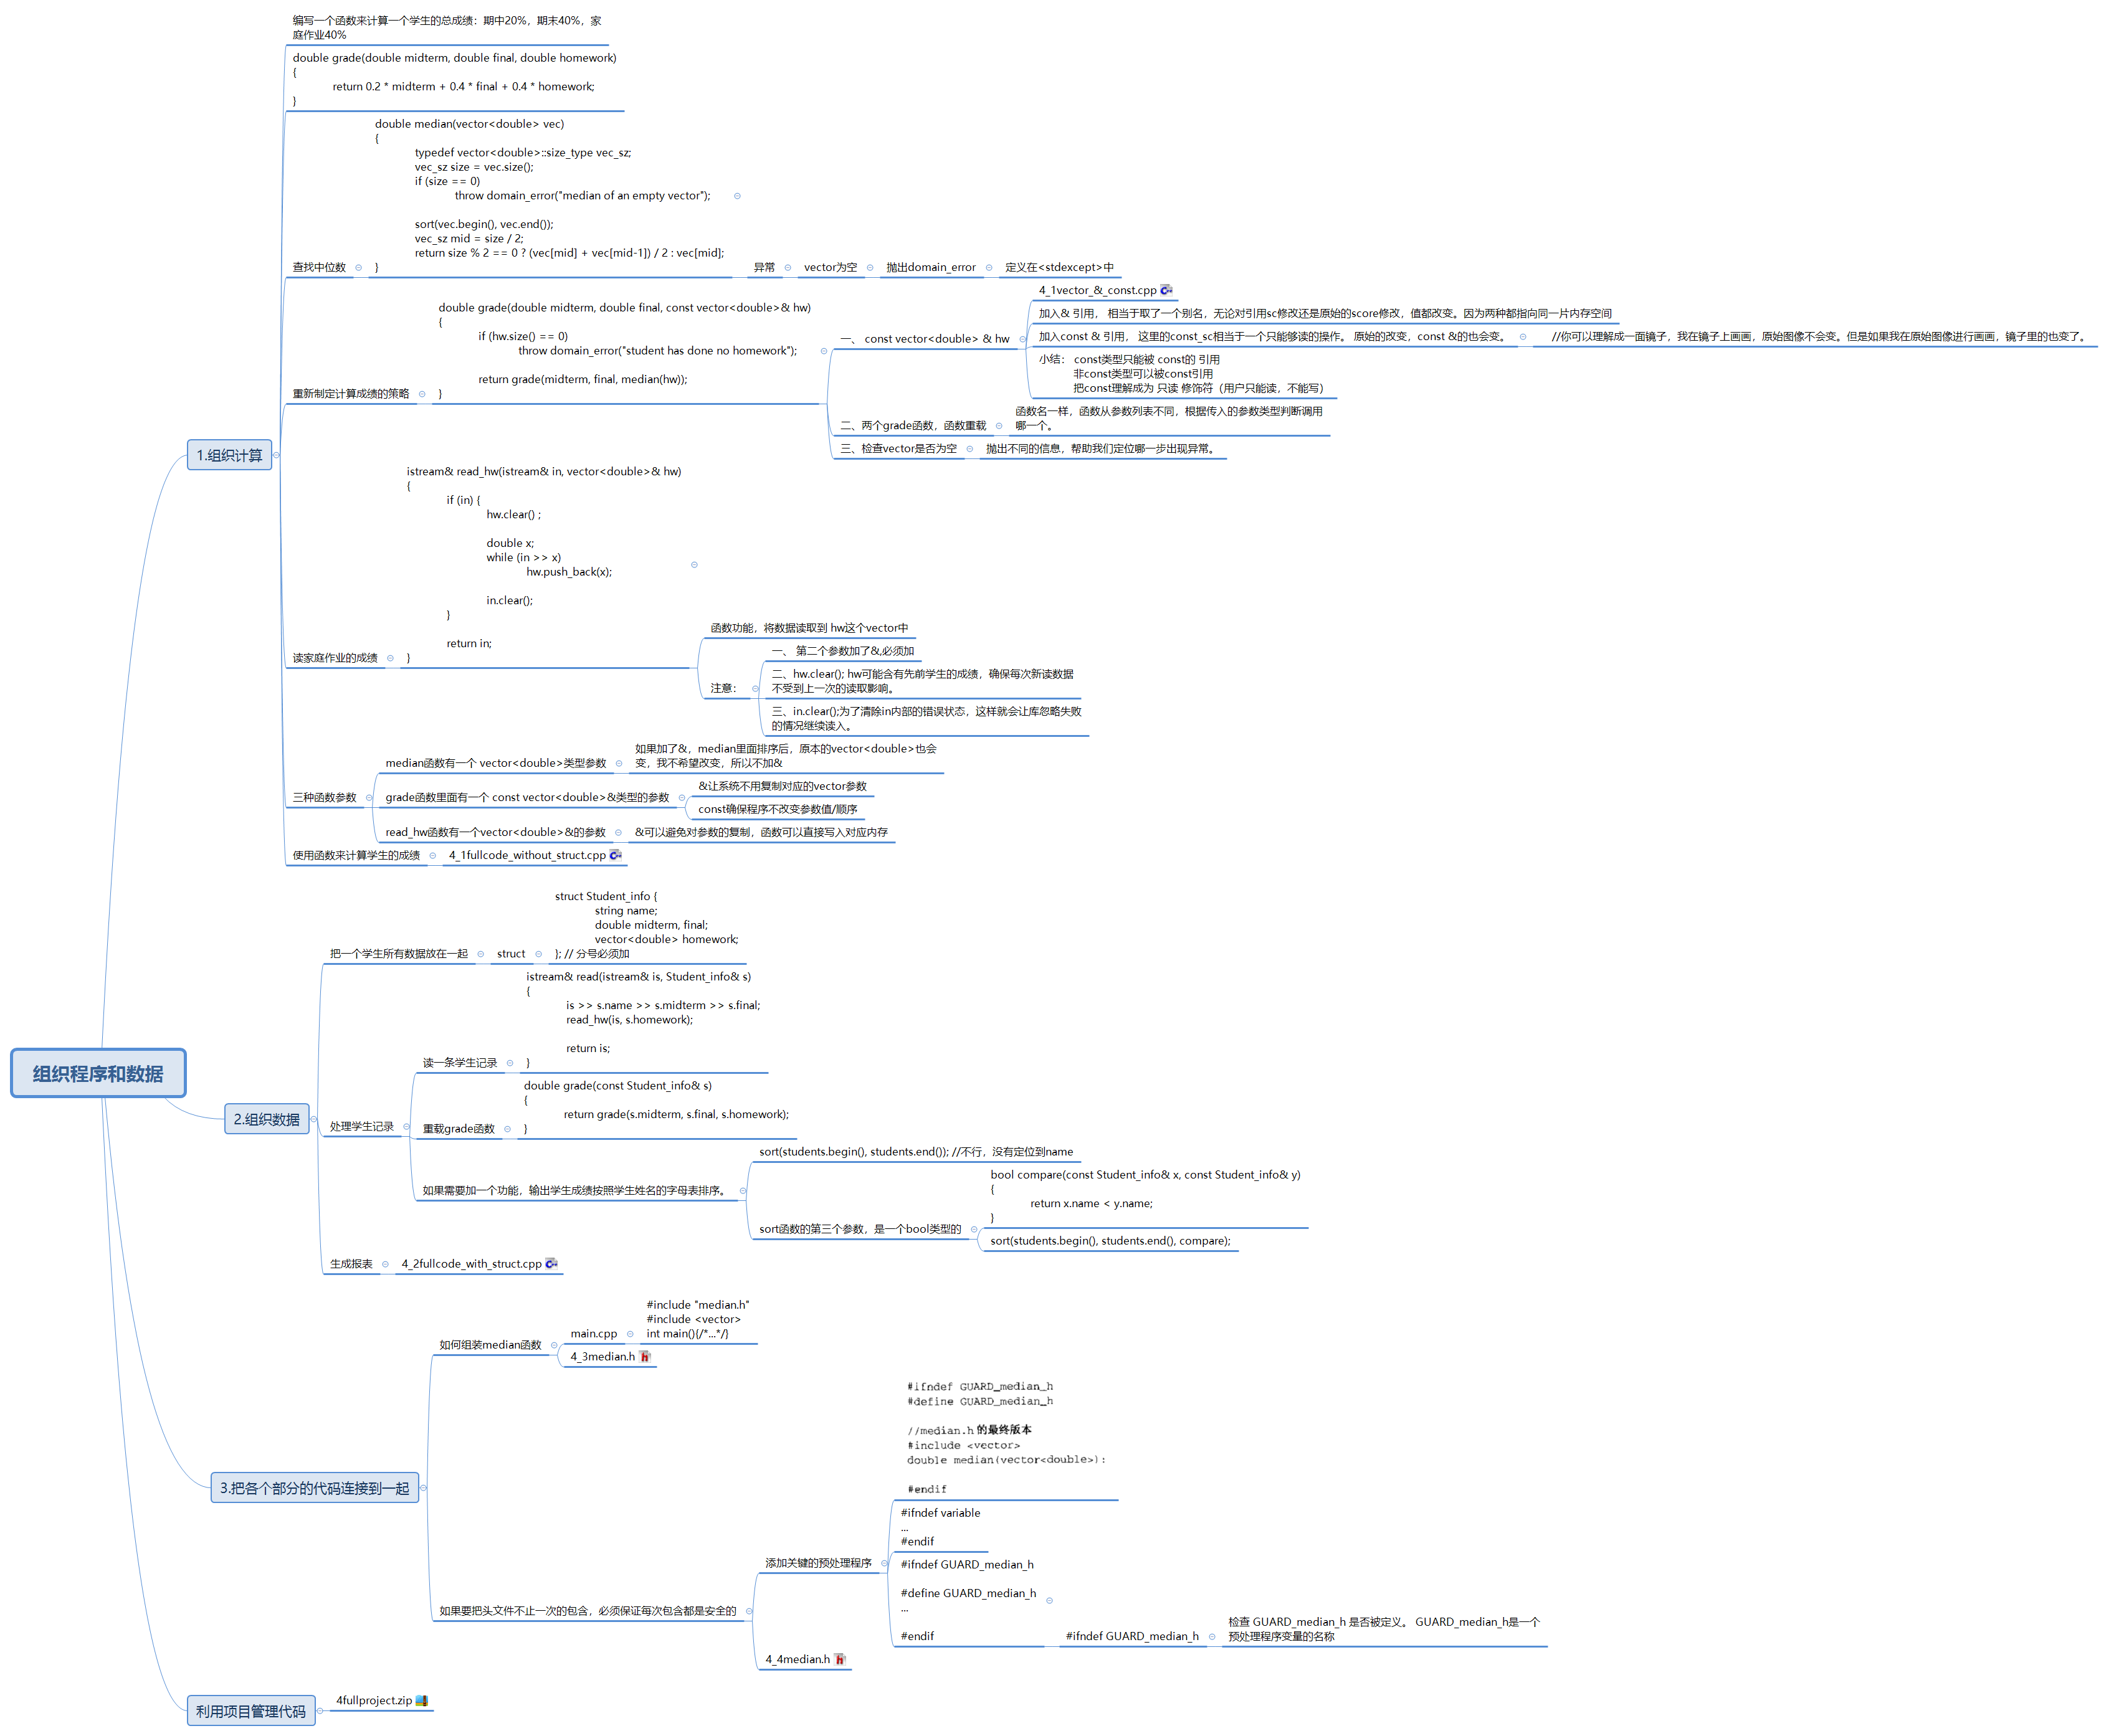 组织程序和数据
1.组织计算
编写一个函数来计算一个学生的总成绩：期中20%，期末40%，家
庭作业40%
double grade(double midterm, double final, double homework)
{
return 0.2 * midterm + 0.4 * final + 0.4 * homework;
}
查找中位数
double median(vector<double> vec)
{
typedef vector<double>::size_type vec_sz;
vec_sz size = vec.size();
if (size == 0)
throw domain_error("median of an empty vector");
sort(vec.begin(), vec.end());
vec_sz mid = size / 2;
return size % 2 == 0 ? (vec[mid] + vec[mid-1]) / 2 : vec[mid];
}
异常
vector为空
抛出domain_error
定义在<stdexcept>中
重新制定计算成绩的策略
double grade(double midterm, double final, const vector<double>& hw)
{
if (hw.size() == 0)
throw domain_error("student has done no homework");
return grade(midterm, final, median(hw));
}
一、 const vector<double> & hw
4_1vector_&_const.cpp
加入& 引用， 相当于取了一个别名，无论对引用sc修改还是原始的score修改，值都改变。因为两种都指向同一片内存空间
加入const & 引用， 这里的const_sc相当于一个只能够读的操作。 原始的改变，const &的也会变。
//你可以理解成一面镜子，我在镜子上画画，原始图像不会变。但是如果我在原始图像进行画画，镜子里的也变了。
小结： const类型只能被 const的 引用
非const类型可以被const引用
把const理解成为 只读 修饰符（用户只能读，不能写）
二、两个grade函数，函数重载
函数名一样，函数从参数列表不同，根据传入的参数类型判断调用
哪一个。
三、检查vector是否为空
抛出不同的信息，帮助我们定位哪一步出现异常。
读家庭作业的成绩
istream& read_hw(istream& in, vector<double>& hw)
{
if (in) {
hw.clear() ;
double x;
while (in >> x)
hw.push_back(x);
in.clear();
}
return in;
}
函数功能，将数据读取到 hw这个vector中
注意：
一、 第二个参数加了&,必须加
二、hw.clear(); hw可能含有先前学生的成绩，确保每次新读数据
不受到上一次的读取影响。
三、in.clear();为了清除in内部的错误状态，这样就会让库忽略失败
的情况继续读入。
三种函数参数
median函数有一个 vector<double>类型参数
如果加了&，median里面排序后，原本的vector<double>也会
变，我不希望改变，所以不加&
grade函数里面有一个 const vector<double>&类型的参数
&让系统不用复制对应的vector参数
const确保程序不改变参数值/顺序
read_hw函数有一个vector<double>&的参数
&可以避免对参数的复制，函数可以直接写入对应内存
使用函数来计算学生的成绩
4_1fullcode_without_struct.cpp
2.组织数据
把一个学生所有数据放在一起
struct
struct Student_info {
string name;
double midterm, final;
vector<double> homework;
}; // 分号必须加
处理学生记录
读一条学生记录
istream& read(istream& is, Student_info& s)
{
is >> s.name >> s.midterm >> s.final;
read_hw(is, s.homework);
return is;
}
重载grade函数
double grade(const Student_info& s)
{
return grade(s.midterm, s.final, s.homework);
}
如果需要加一个功能，输出学生成绩按照学生姓名的字母表排序。
sort(students.begin(), students.end()); //不行，没有定位到name
sort函数的第三个参数，是一个bool类型的
bool compare(const Student_info& x, const Student_info& y)
{
return x.name < y.name;
}
sort(students.begin(), students.end(), compare);
生成报表
4_2fullcode_with_struct.cpp
3.把各个部分的代码连接到一起
如何组装median函数
main.cpp
#include "median.h"
#include <vector>
int main(){/*...*/}
4_3median.h
如果要把头文件不止一次的包含，必须保证每次包含都是安全的
添加关键的预处理程序
#ifndef GUARD_median_h
#define GUARD_median_h
//median.h 的最终版本
#include <vector>
double median(vector<double>);
#endif
#ifndef variable
...
#endif
#ifndef GUARD_median_h
#define GUARD_median_h
...
#endif
#ifndef GUARD_median_h
检查 GUARD_median_h 是否被定义。 GUARD_median_h是一个
预处理程序变量的名称
4_4median.h
利用项目管理代码
4fullproject.zip